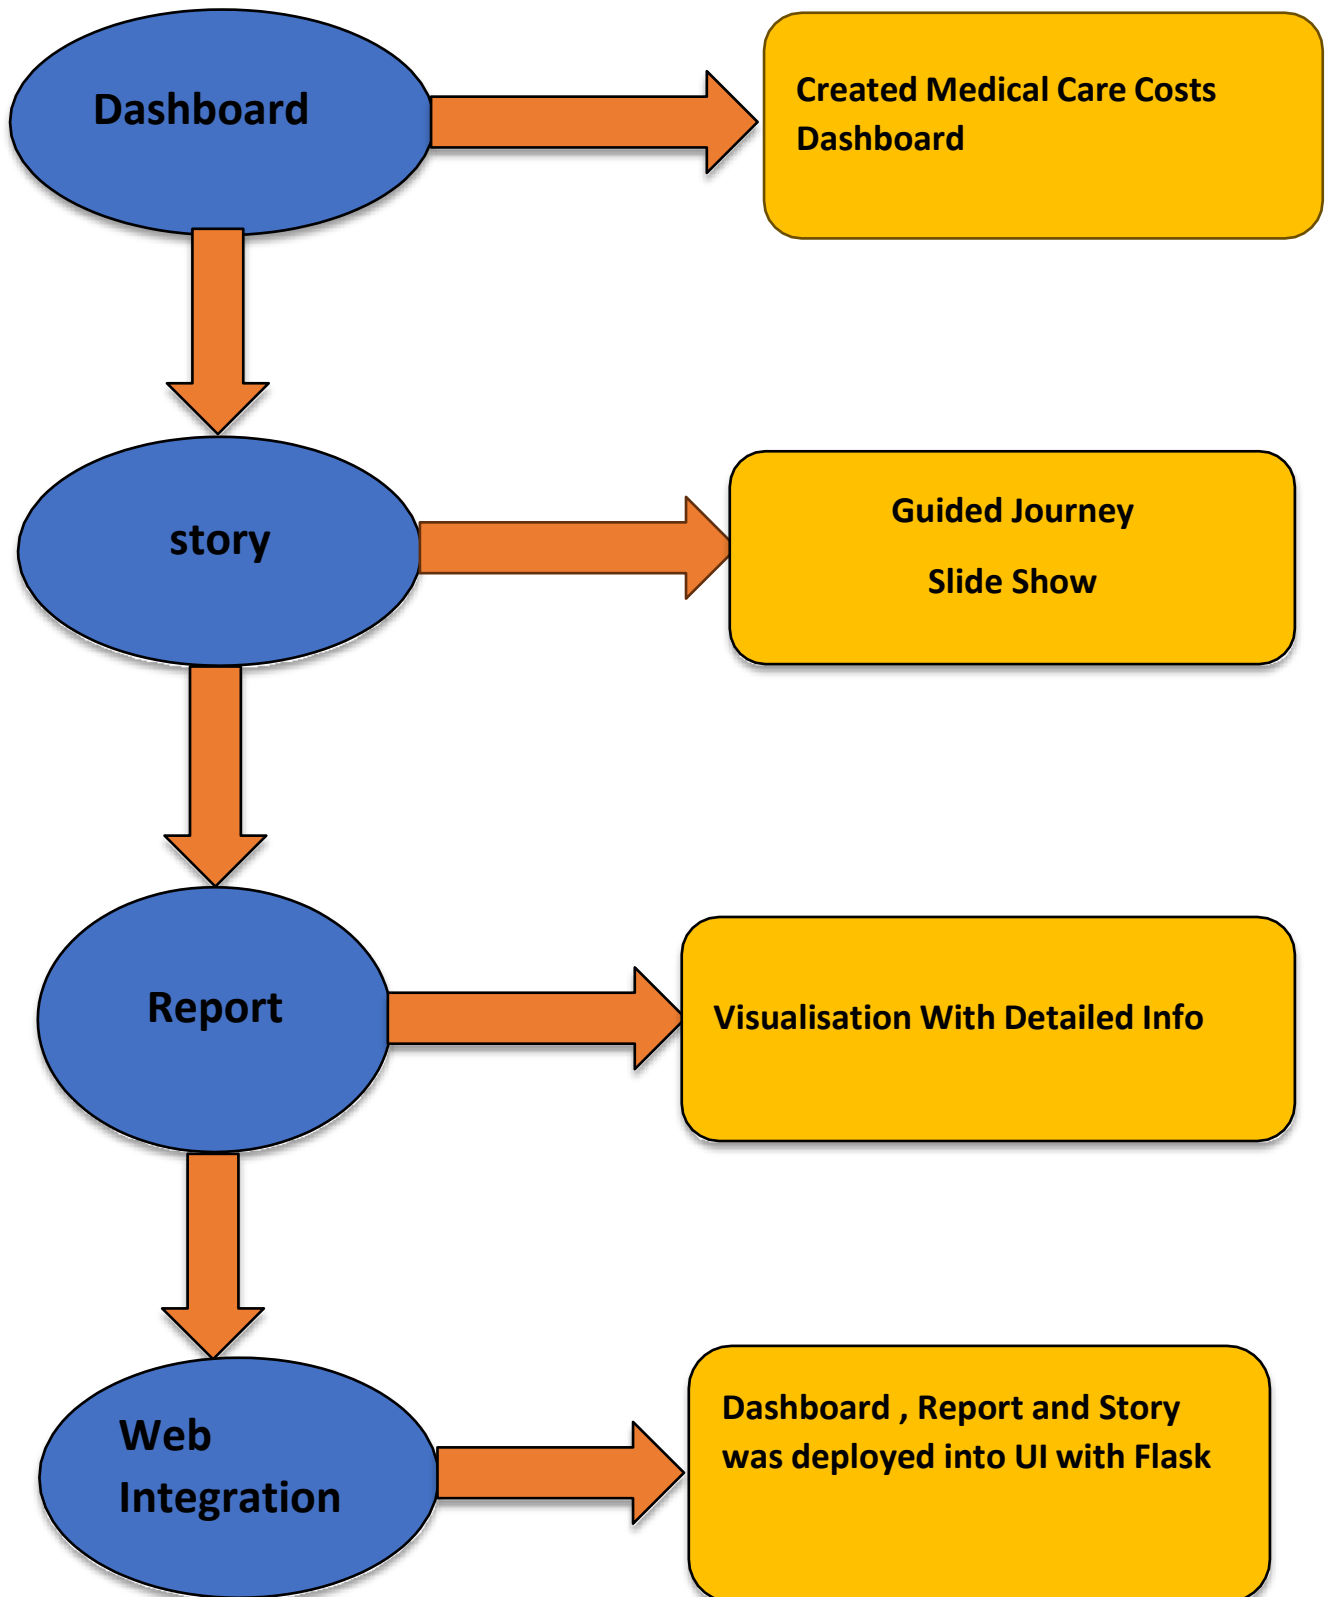 Dashboard
Created Medical Care Costs
Dashboard
story
Guided Journey
Slide Show
Report
Visualisation With Detailed Info
Web
Integration
Dashboard , Report and Story
was deployed into UI with Flask